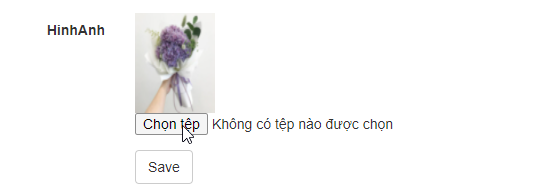 HinhAnh
Chọn tệp Không có tệp nào được chọn
Save